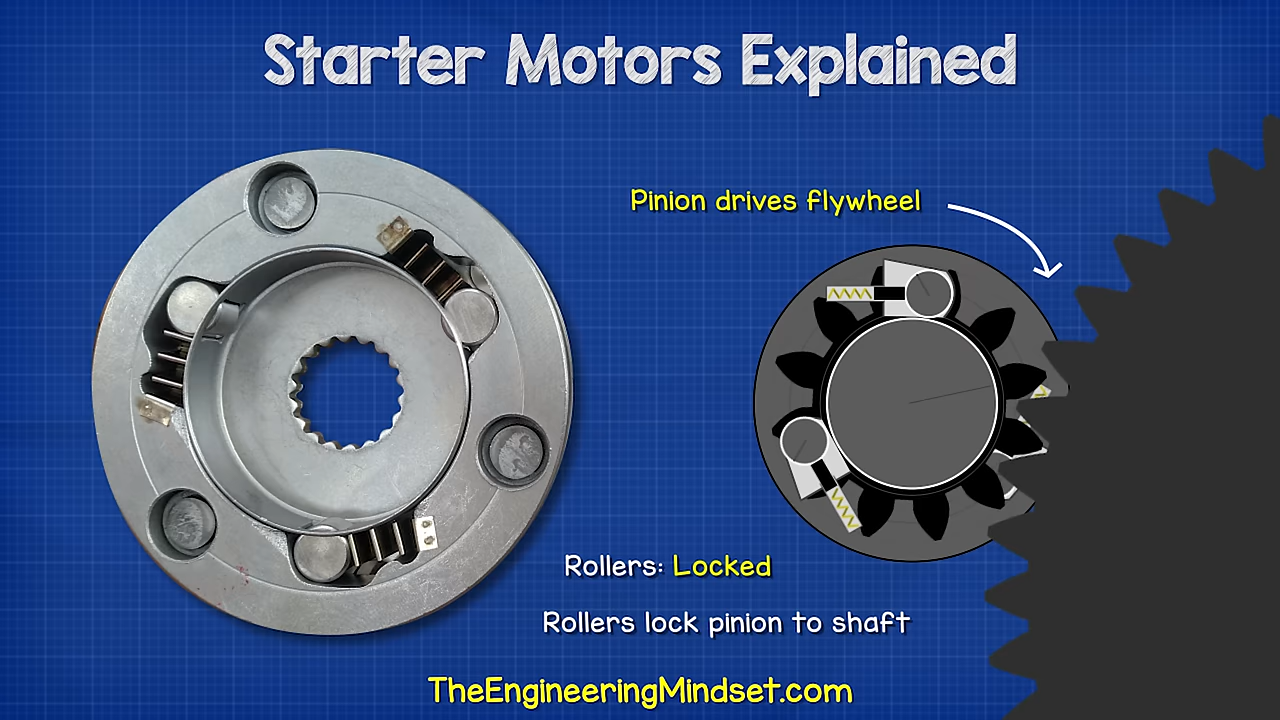 Starter Motors Explained
Pinion drives flywheel
Rollers: Locked
Rollers lock pinion to shaft
TheEngineeringMindset.com